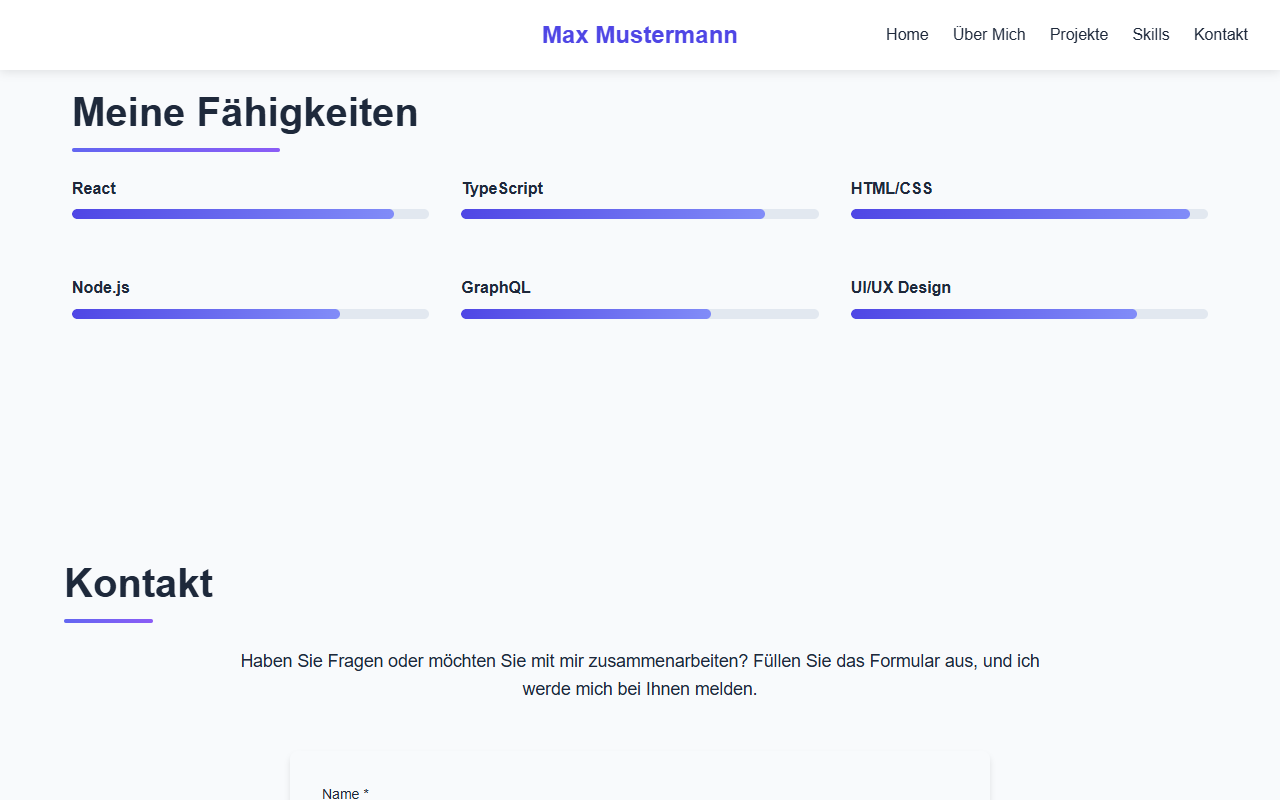 Max Mustermann
Home
Über Mich
Projekte
Skills
Kontakt
Meine Fähigkeiten
React
TypeScript
HTML/CSS
Node.js
GraphQL
UI/UX Design
Kontakt
Haben Sie Fragen oder möchten Sie mit mir zusammenarbeiten? Füllen Sie das Formular aus, und ich
werde mich bei Ihnen melden.
Name *